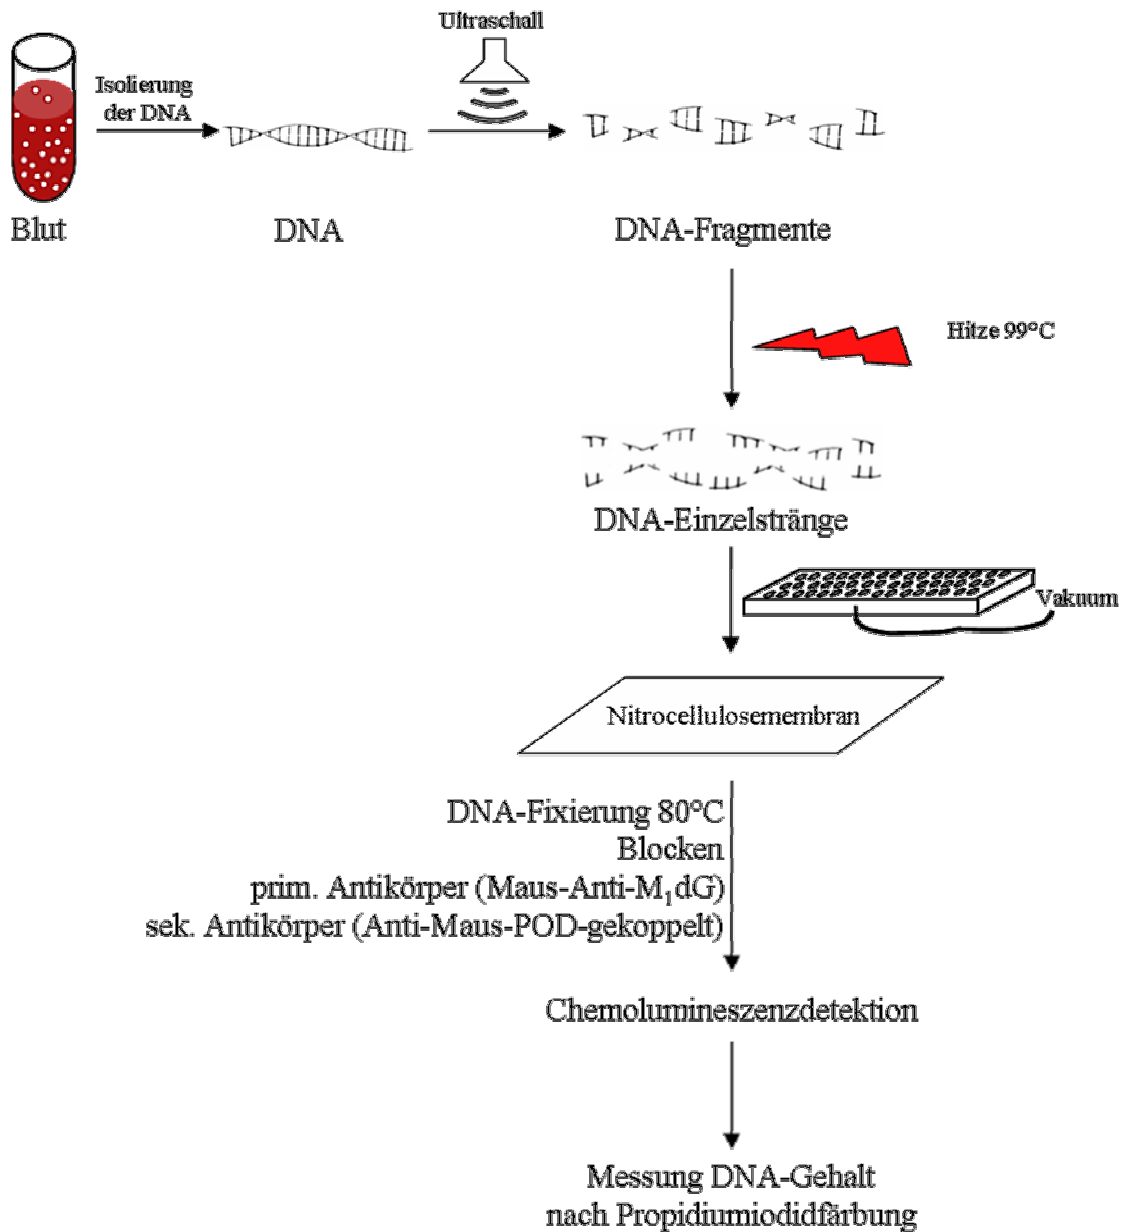 Ultraschall
Isolierung
der DNA
Blut
DNA
DNA-Fragmente
Hitze 99°C
DNA-Einzelstränge
Vakuum
Nitrocellulosemembran
DNA-Fixierung 80°C
Blocken
prim. Antikörper (Maus-Anti-M₁dG)
sek. Antikörper (Anti-Maus-POD-gekoppelt)
Chemolumineszenzdetektion
Messung DNA-Gehalt
nach Propidiumiodidfärbung